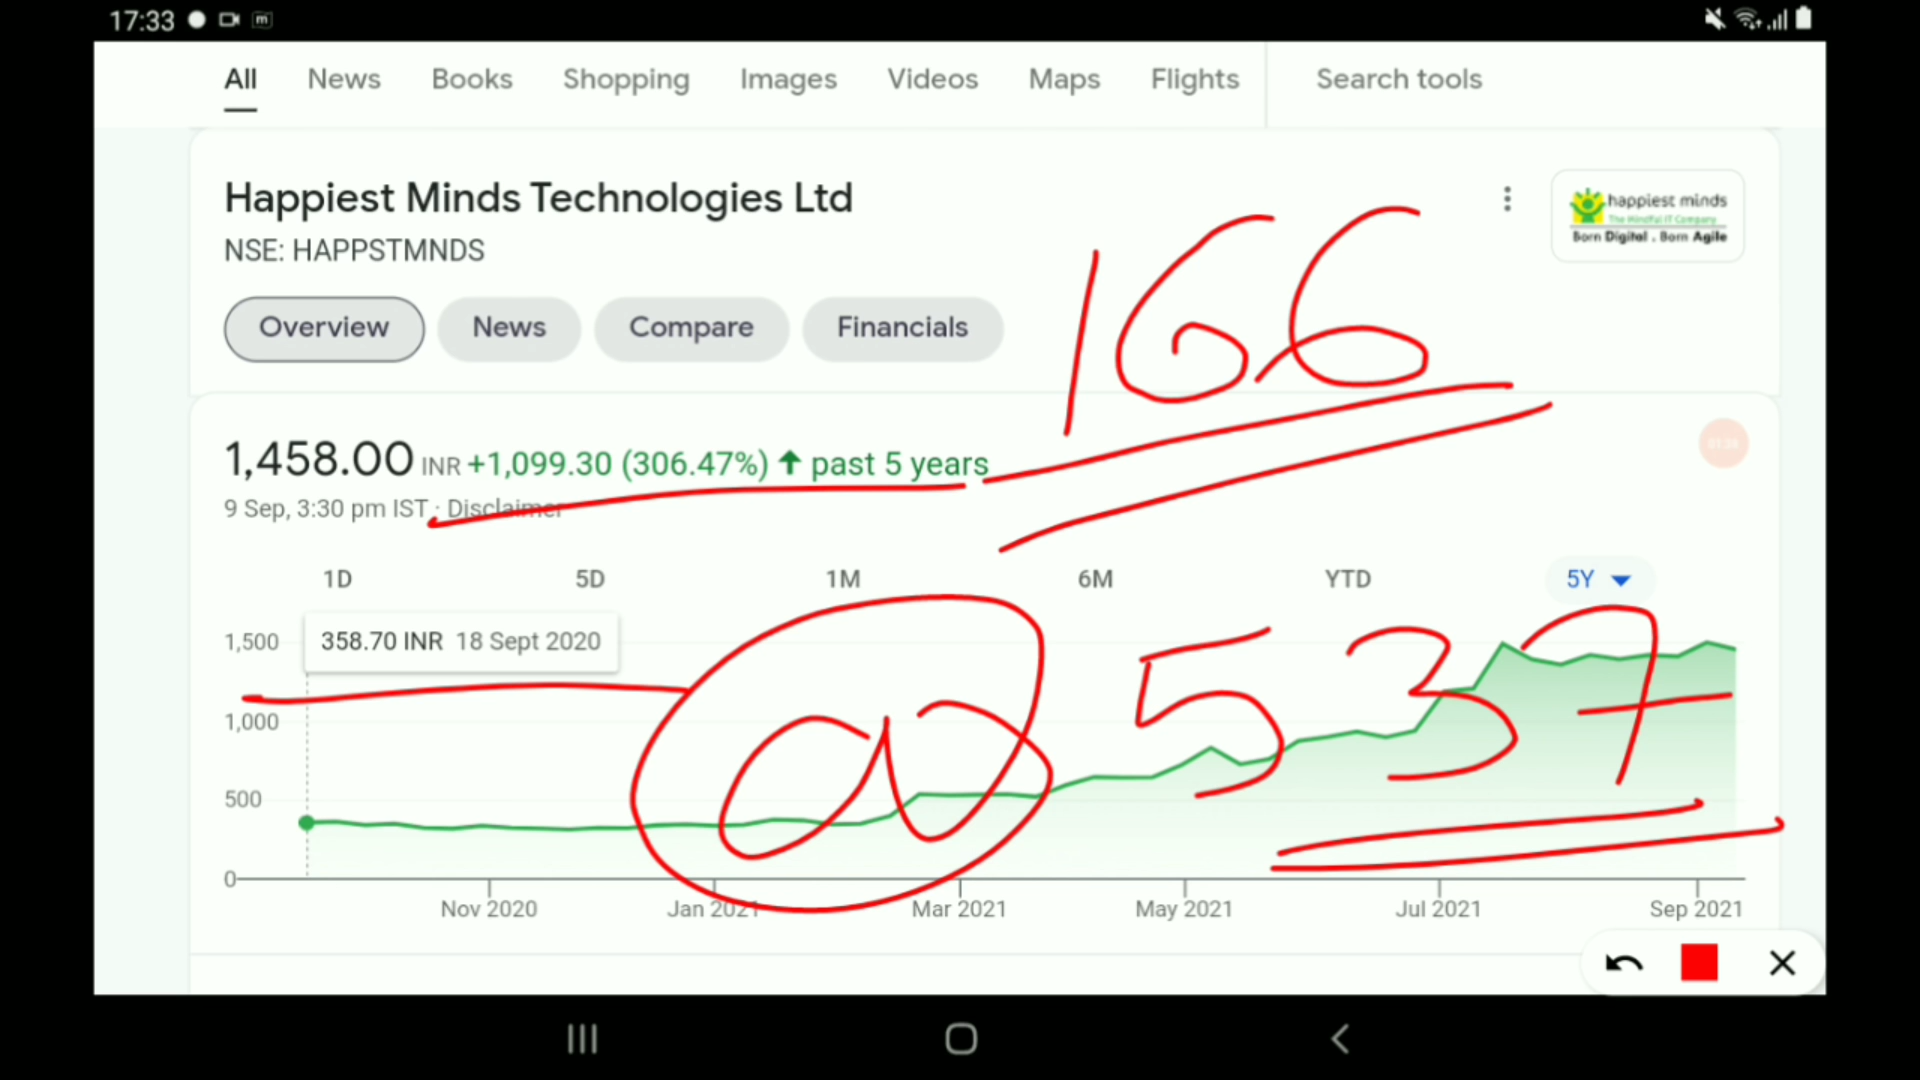 17:33
All News Books Shopping Images Videos Maps Flights Search tools
Happiest Minds Technologies Ltd
NSE: HAPPSTMNDS
happiest minds
The Mindful IT Company
Born Digital . Born Agile
166
Overview News Compare Financials
1,458.00 INR +1,099.30 (306.47%) ↑ past 5 years
9 Sep, 3:30 pm IST · Disclaimer
1D 5D 1M 6M YTD 5Y
358.70 INR 18 Sept 2020
@ 537
1,500
1,000
500
0
Nov 2020 Jan 2021 Mar 2021 May 2021 Jul 2021 Sep 2021